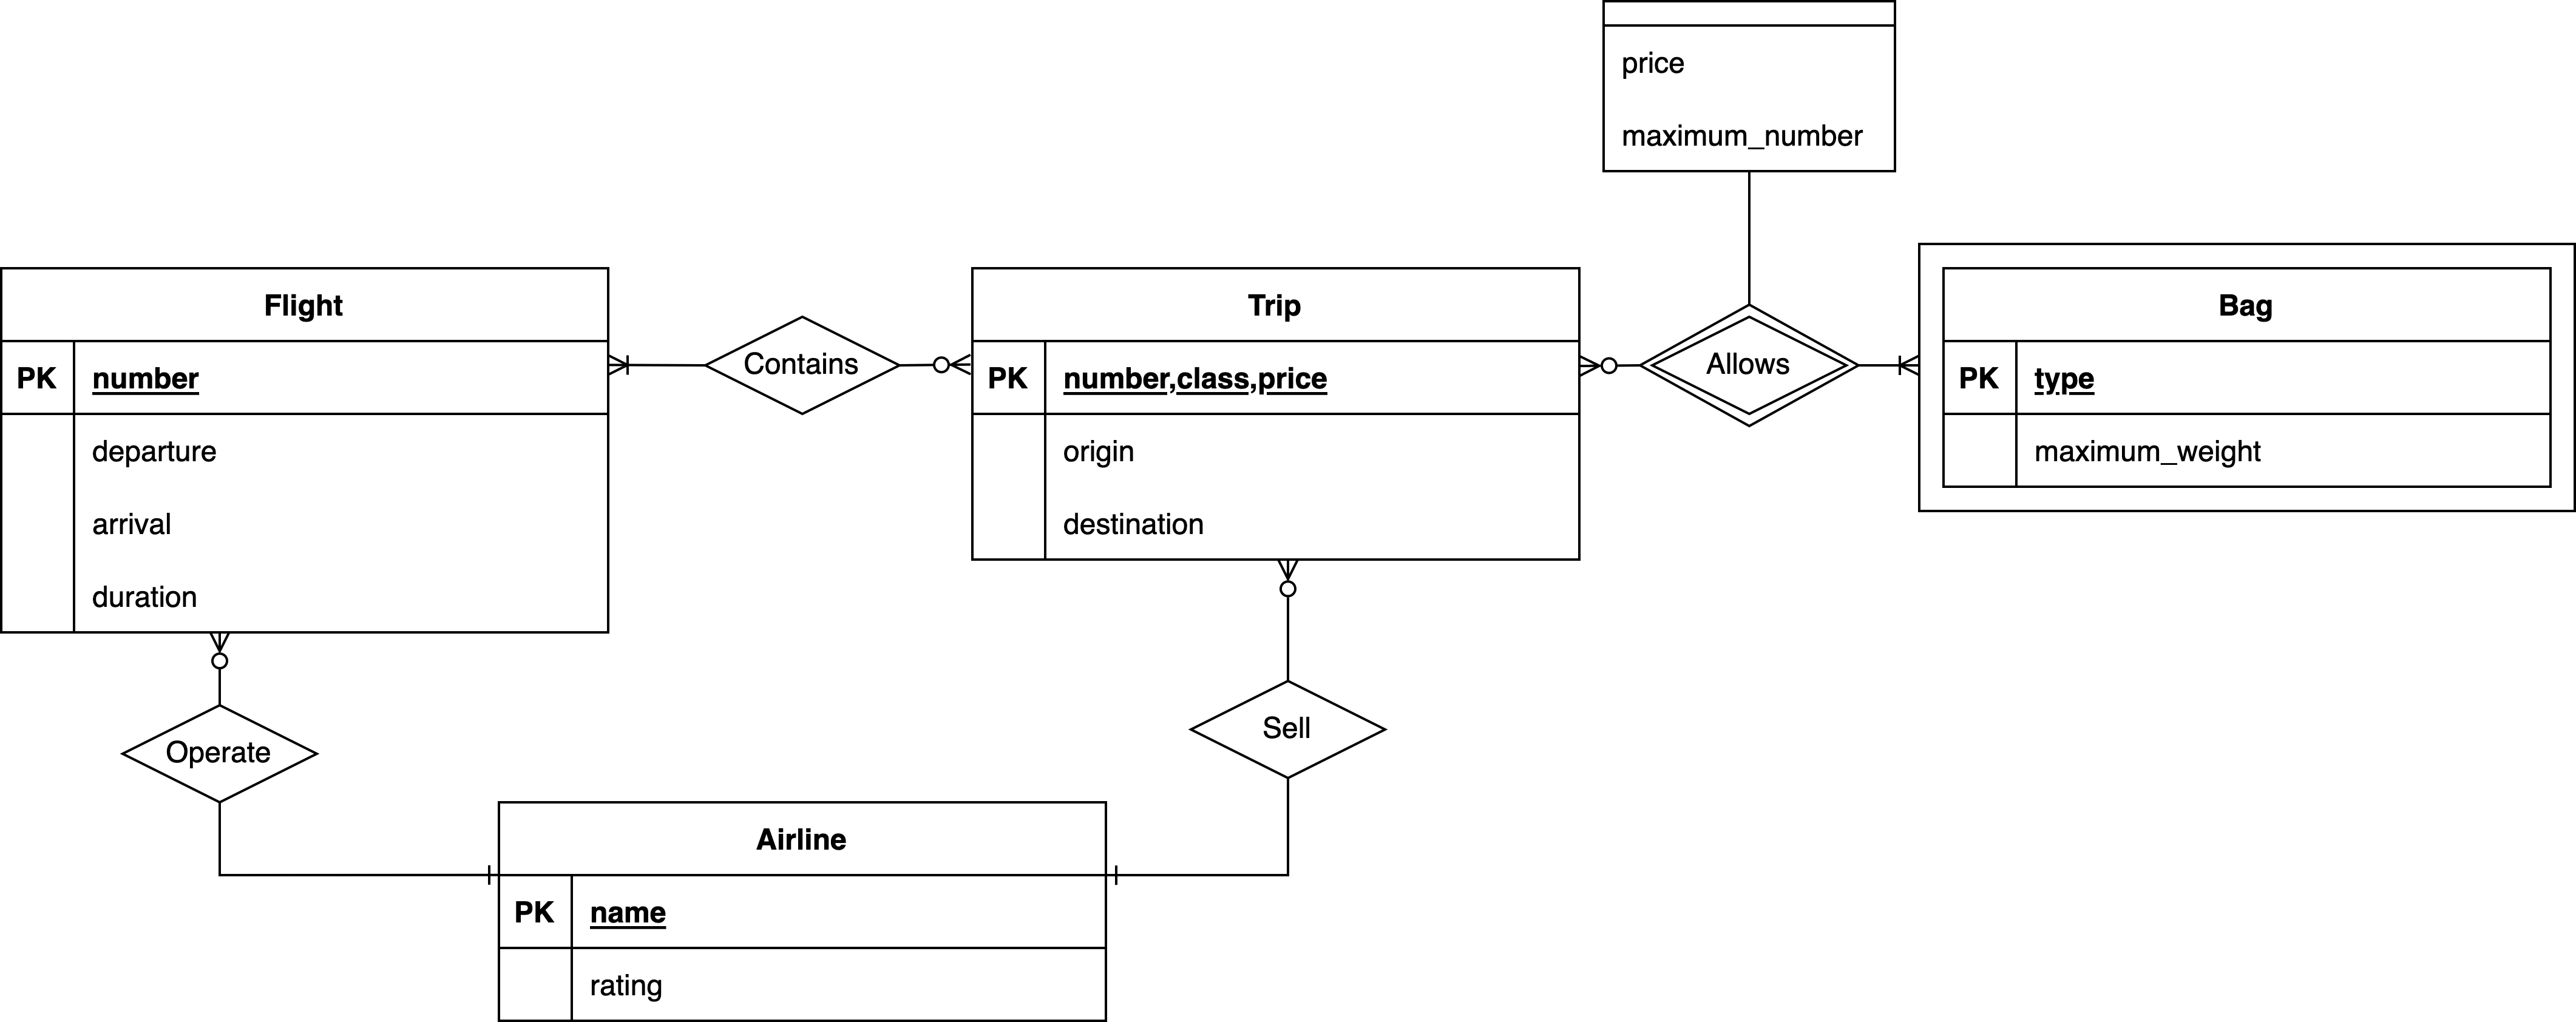 price
maximum_number
Flight
PK number
departure
arrival
duration
Contains
Trip
PK number,class,price
origin
destination
Allows
Bag
PK type
maximum_weight
Operate
Sell
Airline
PK name
rating